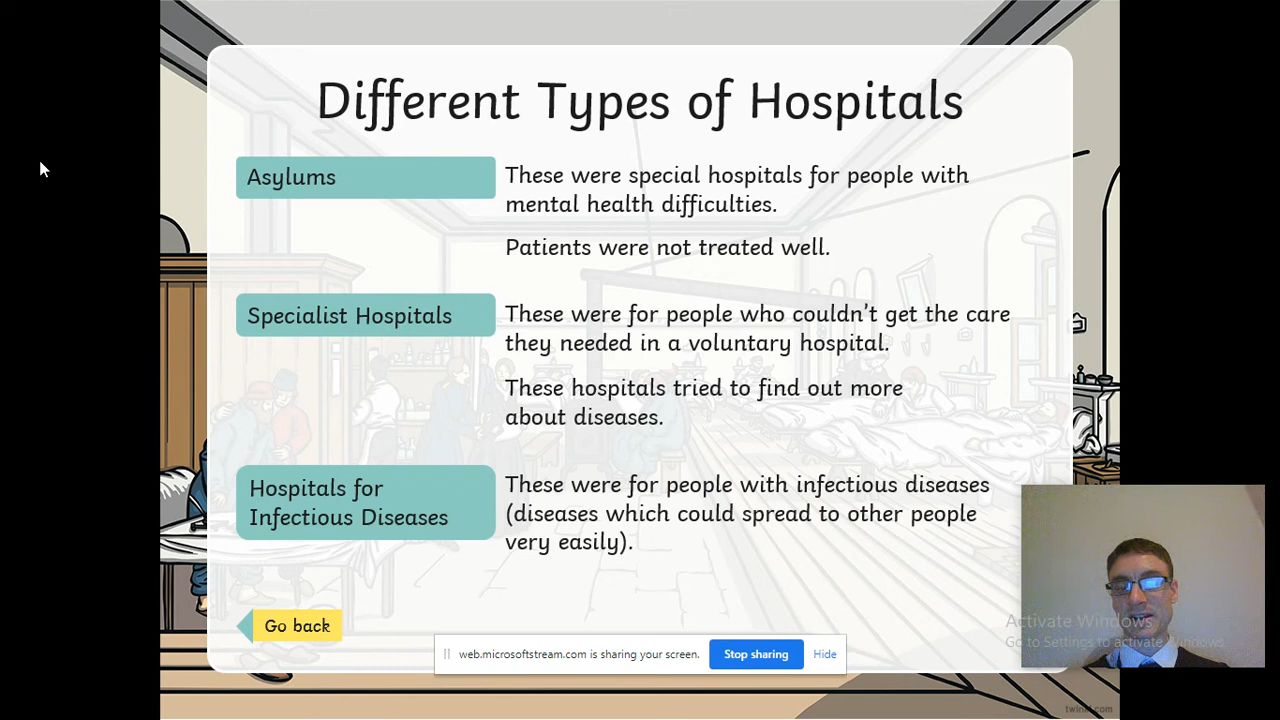 Different Types of Hospitals
Asylums
These were special hospitals for people with
mental health difficulties.
Patients were not treated well.
Specialist Hospitals
These were for people who couldn't get the care
they needed in a voluntary hospital.
These hospitals tried to find out more
about diseases.
Hospitals for
Infectious Diseases
These were for people with infectious diseases
(diseases which could spread to other people
very easily).
Go back
web.microsoftstream.com is sharing your screen.
Stop sharing
Hide
Activate Windows
Go to Settings to activate Windows
twinkl.com